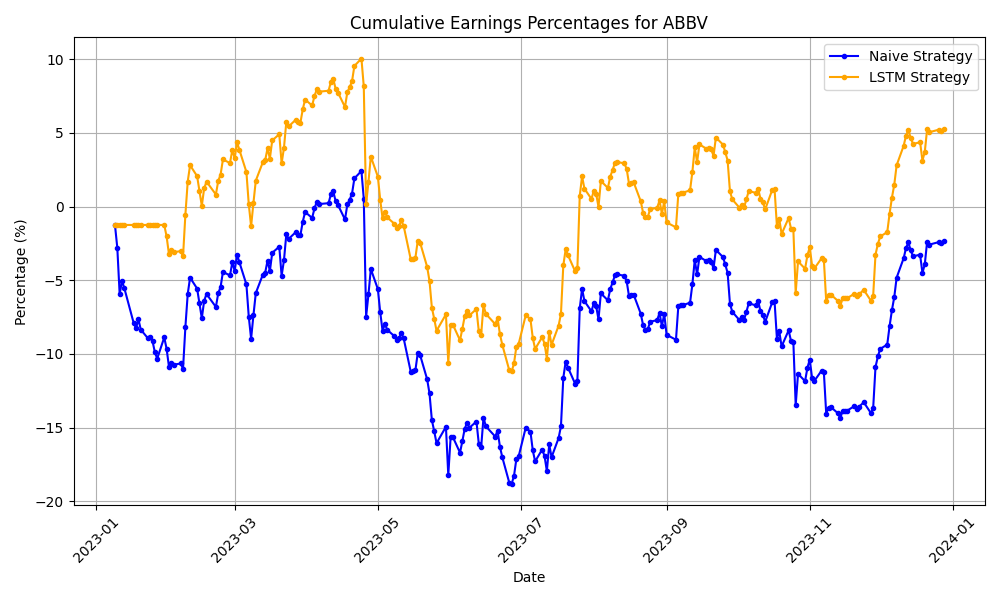 Cumulative Earnings Percentages for ABBV
Naive Strategy
LSTM Strategy
Percentage (%)
10
5
0
−5
−10
−15
−20
2023-01
2023-03
2023-05
2023-07
2023-09
2023-11
2024-01
Date